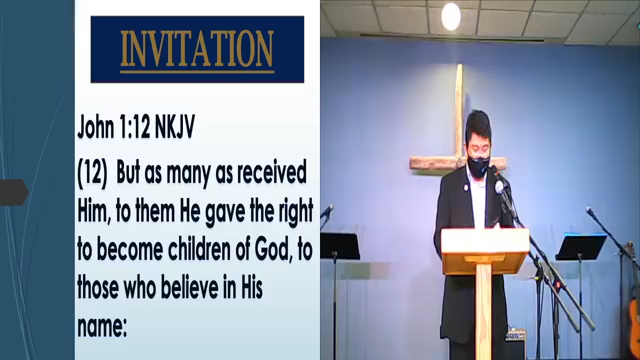 INVITATION
John 1:12 NKJV
(12) But as many as received
Him, to them He gave the right
to become children of God, to
those who believe in His
name: